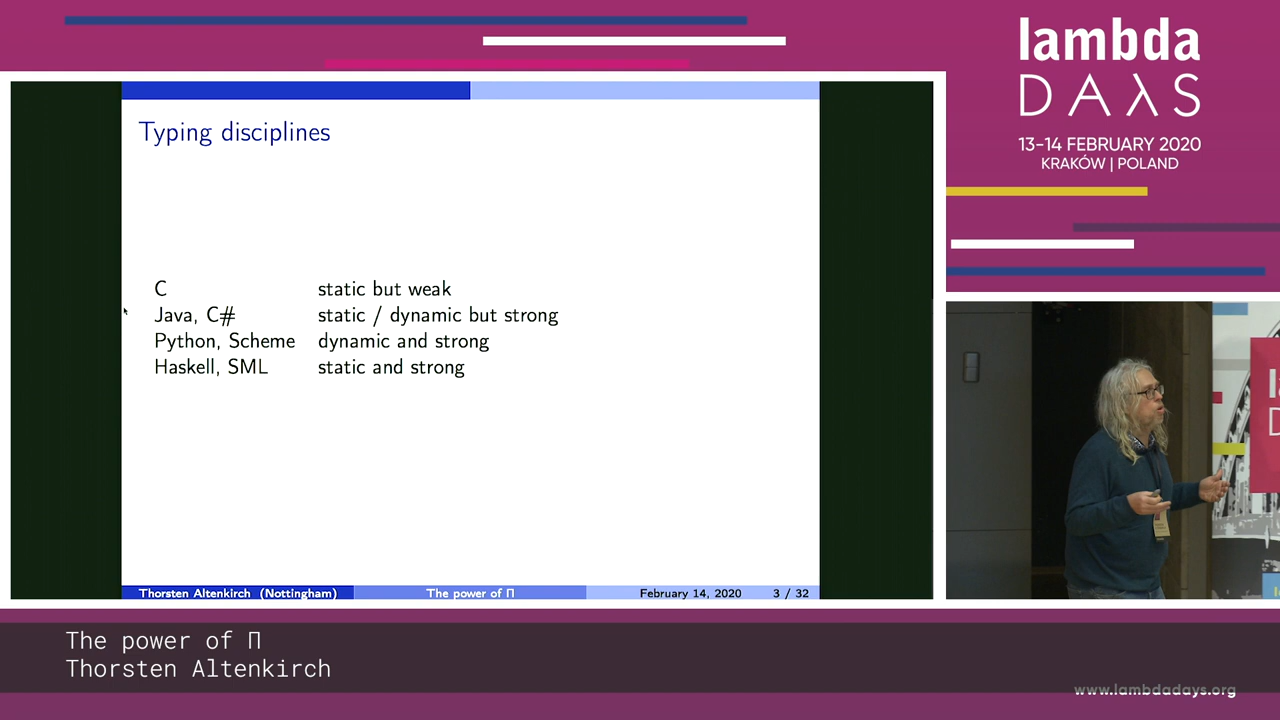 lambda
DAλS
13–14 FEBRUARY 2020
KRAKÓW | POLAND
Typing disciplines
C static but weak
Java, C# static / dynamic but strong
Python, Scheme dynamic and strong
Haskell, SML static and strong
Thorsten Altenkirch (Nottingham) The power of Π February 14, 2020 3 / 32
The power of Π
Thorsten Altenkirch
www.lambdadays.org